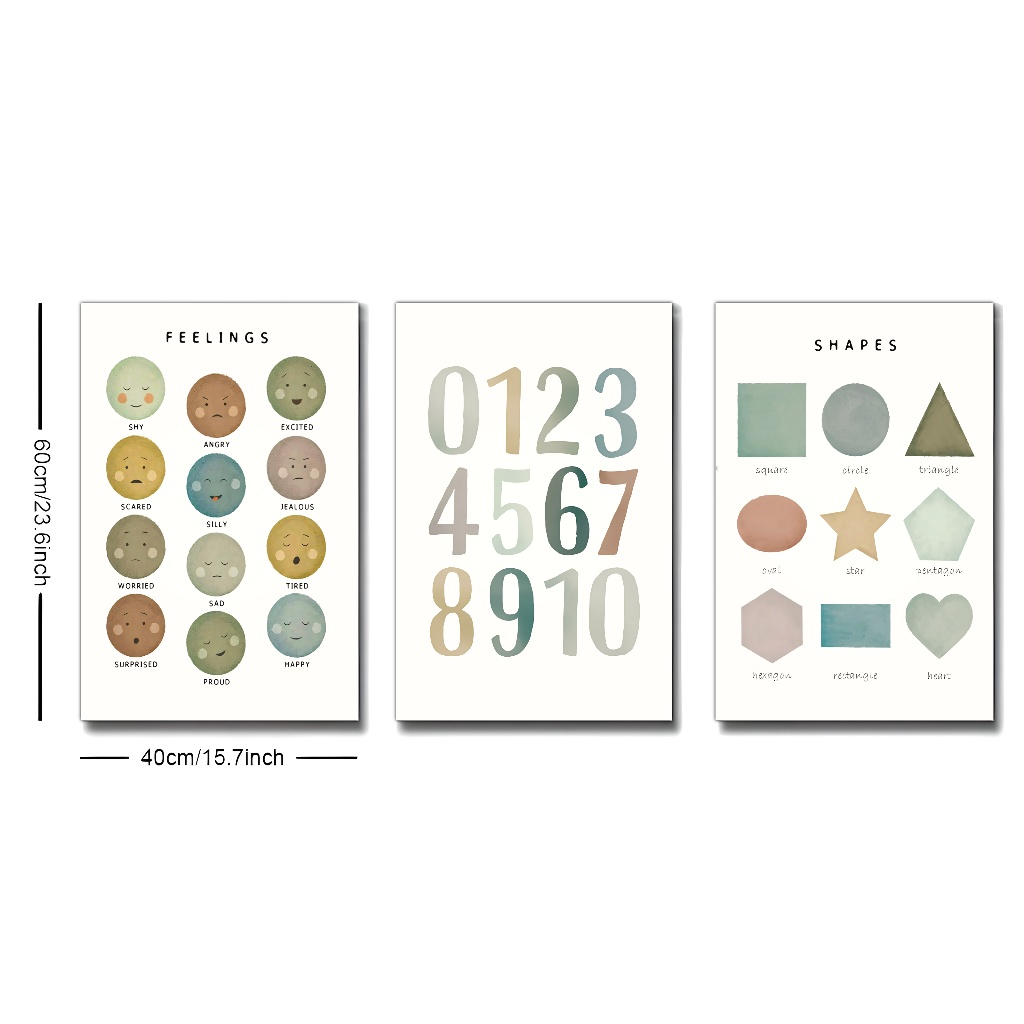 60cm/23.6inch
40cm/15.7inch
FEELINGS
SHY
ANGRY
EXCITED
SCARED
SILLY
JEALOUS
WORRIED
SAD
TIRED
SURPRISED
PROUD
HAPPY
0123
4567
8910
SHAPES
square circle triangle
oval star pentagon
hexagon rectangle heart